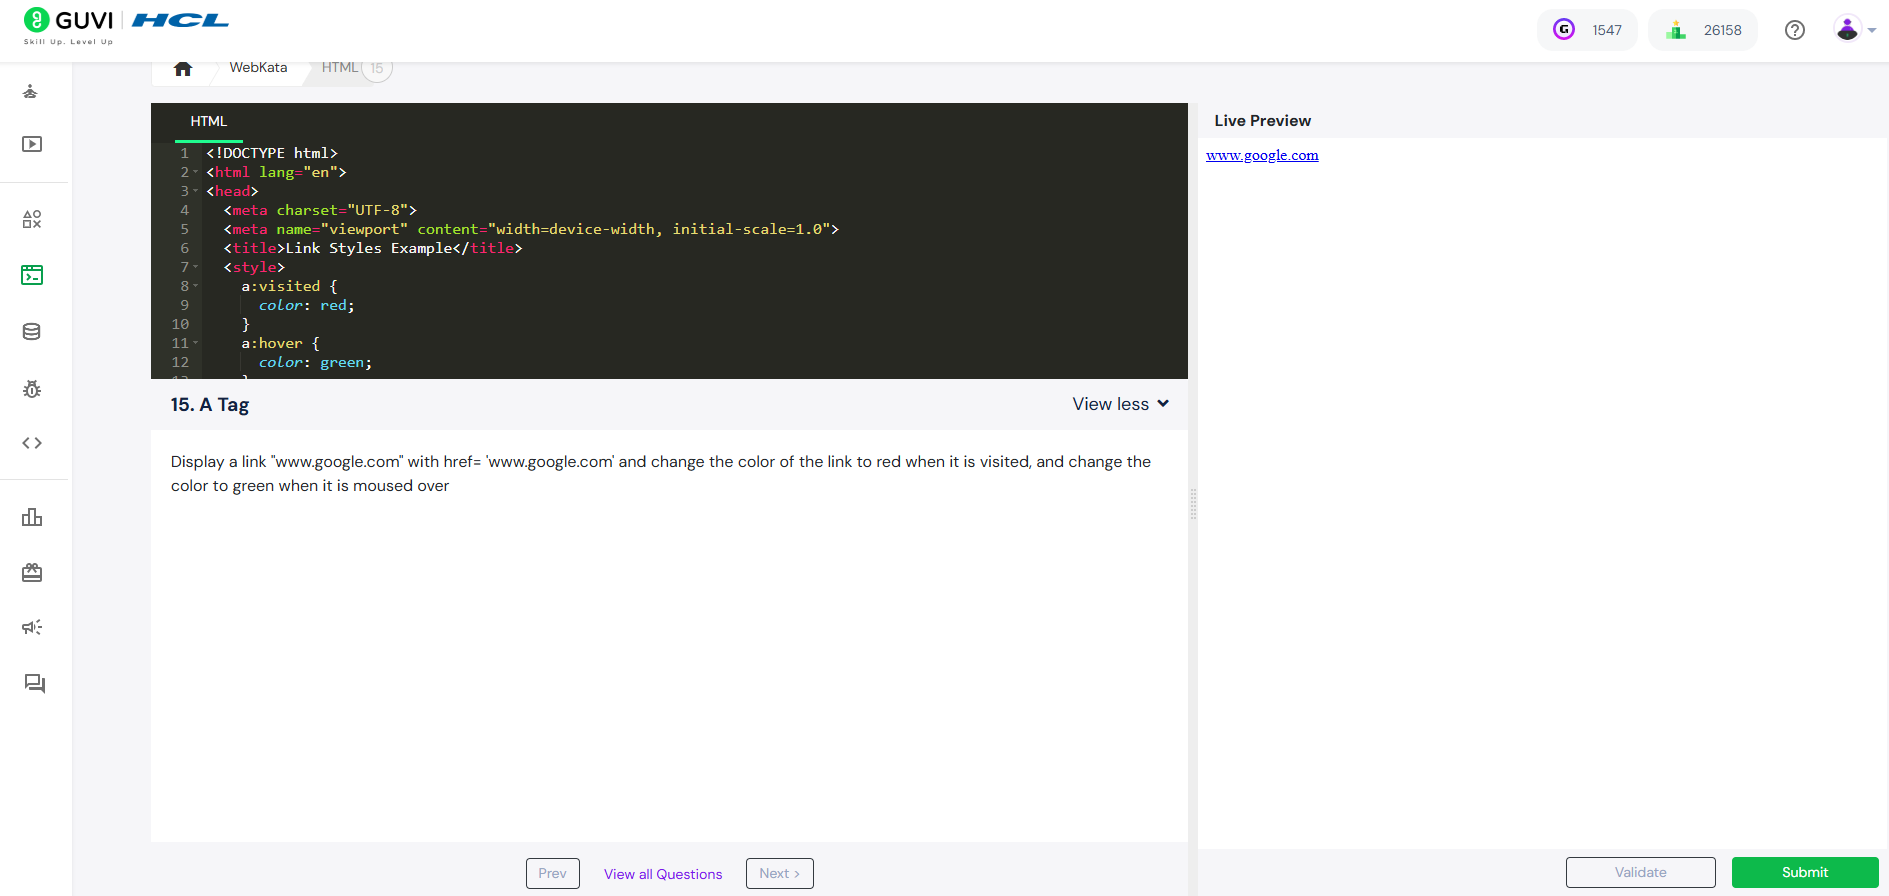 GUVI | HCL
Skill Up. Level Up
1547
26158
WebKata
HTML 15
HTML
1 <!DOCTYPE html>
2 <html lang="en">
3 <head>
4 <meta charset="UTF-8">
5 <meta name="viewport" content="width=device-width, initial-scale=1.0">
6 <title>Link Styles Example</title>
7 <style>
8 a:visited {
9 color: red;
10 }
11 a:hover {
12 color: green;
15. A Tag
View less
Display a link "www.google.com" with href= 'www.google.com' and change the color of the link to red when it is visited, and change the
color to green when it is moused over
Prev
View all Questions
Next >
Live Preview
www.google.com
Validate
Submit